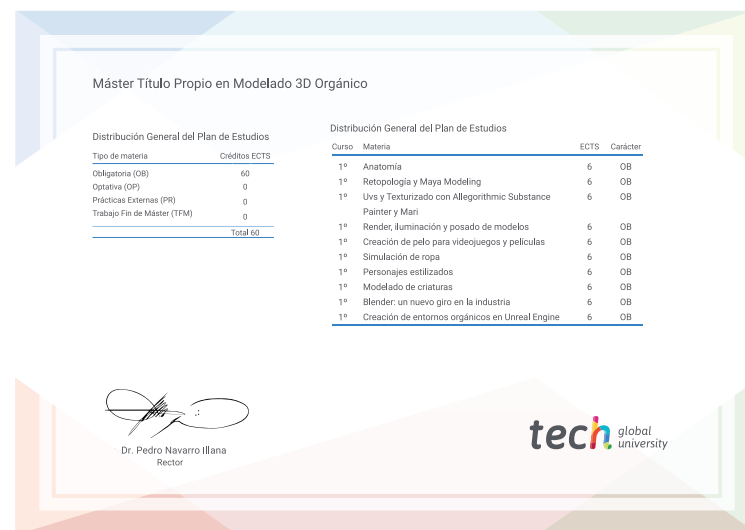 Máster Título Propio en Modelado 3D Orgánico
Distribución General del Plan de Estudios
Tipo de materia Créditos ECTS
Obligatoria (OB) 60
Optativa (OP) 0
Prácticas Externas (PR) 0
Trabajo Fin de Máster (TFM) 0
Total 60
Distribución General del Plan de Estudios
Curso Materia ECTS Carácter
1º Anatomía 6 OB
1º Retopología y Maya Modeling 6 OB
1º Uvs y Texturizado con Allegorithmic Substance 6 OB
Painter y Mari
1º Render, iluminación y posado de modelos 6 OB
1º Creación de pelo para videojuegos y películas 6 OB
1º Simulación de ropa 6 OB
1º Personajes estilizados 6 OB
1º Modelado de criaturas 6 OB
1º Blender: un nuevo giro en la industria 6 OB
1º Creación de entornos orgánicos en Unreal Engine 6 OB
Dr. Pedro Navarro Illana
Rector
tech global
university